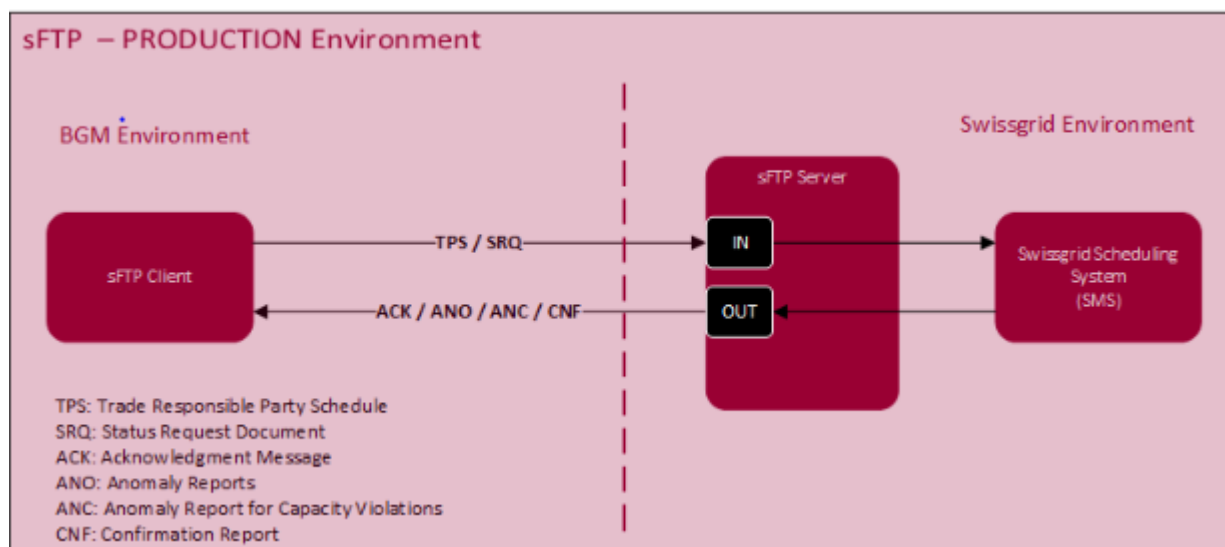 sFTP – PRODUCTION Environment
BGM Environment
Swissgrid Environment
sFTP Server
TPS / SRQ
IN
sFTP Client
Swissgrid Scheduling
System
(SMS)
ACK / ANO / ANC / CNF
OUT
TPS: Trade Responsible Party Schedule
SRQ: Status Request Document
ACK: Acknowledgment Message
ANO: Anomaly Reports
ANC: Anomaly Report for Capacity Violations
CNF: Confirmation Report